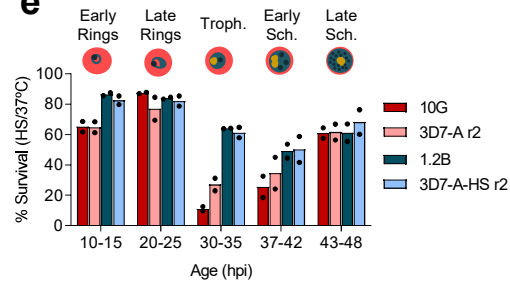 e
Early Rings
Late Rings
Troph.
Early Sch.
Late Sch.
% Survival (HS/37ºC)
100
80
60
40
20
0
10-15
20-25
30-35
37-42
43-48
Age (hpi)
10G
3D7-A r2
1.2B
3D7-A-HS r2